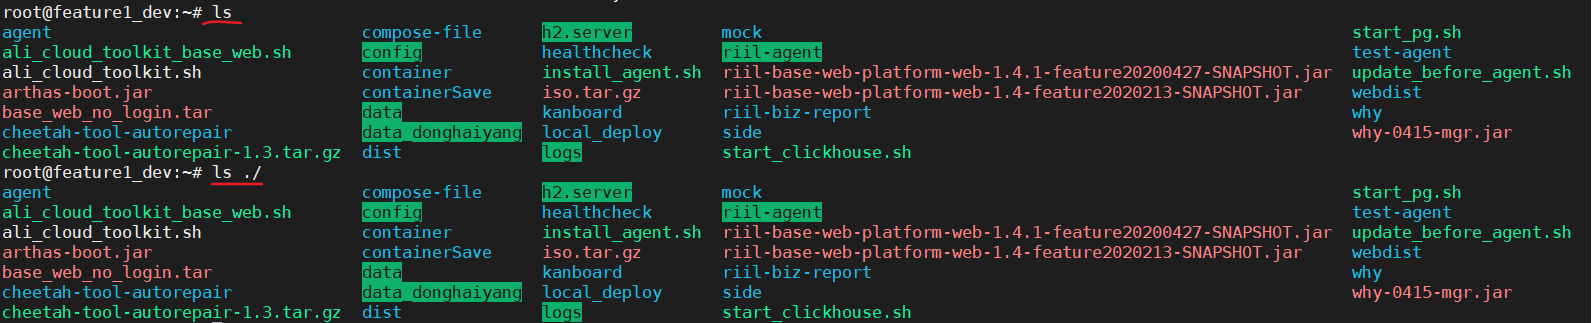 root@feature1_dev:~# ls
agent compose-file h2.server mock start_pg.sh
ali_cloud_toolkit_base_web.sh config healthcheck riil-agent test-agent
ali_cloud_toolkit.sh container install_agent.sh riil-base-web-platform-web-1.4.1-feature20200427-SNAPSHOT.jar update_before_agent.sh
arthas-boot.jar containerSave iso.tar.gz riil-base-web-platform-web-1.4-feature2020213-SNAPSHOT.jar webdist
base_web_no_login.tar data kanboard riil-biz-report why
cheetah-tool-autorepair data_donghaiyang local_deploy side why-0415-mgr.jar
cheetah-tool-autorepair-1.3.tar.gz dist logs start_clickhouse.sh
root@feature1_dev:~# ls ./
agent compose-file h2.server mock start_pg.sh
ali_cloud_toolkit_base_web.sh config healthcheck riil-agent test-agent
ali_cloud_toolkit.sh container install_agent.sh riil-base-web-platform-web-1.4.1-feature20200427-SNAPSHOT.jar update_before_agent.sh
arthas-boot.jar containerSave iso.tar.gz riil-base-web-platform-web-1.4-feature2020213-SNAPSHOT.jar webdist
base_web_no_login.tar data kanboard riil-biz-report why
cheetah-tool-autorepair data_donghaiyang local_deploy side why-0415-mgr.jar
cheetah-tool-autorepair-1.3.tar.gz dist logs start_clickhouse.sh